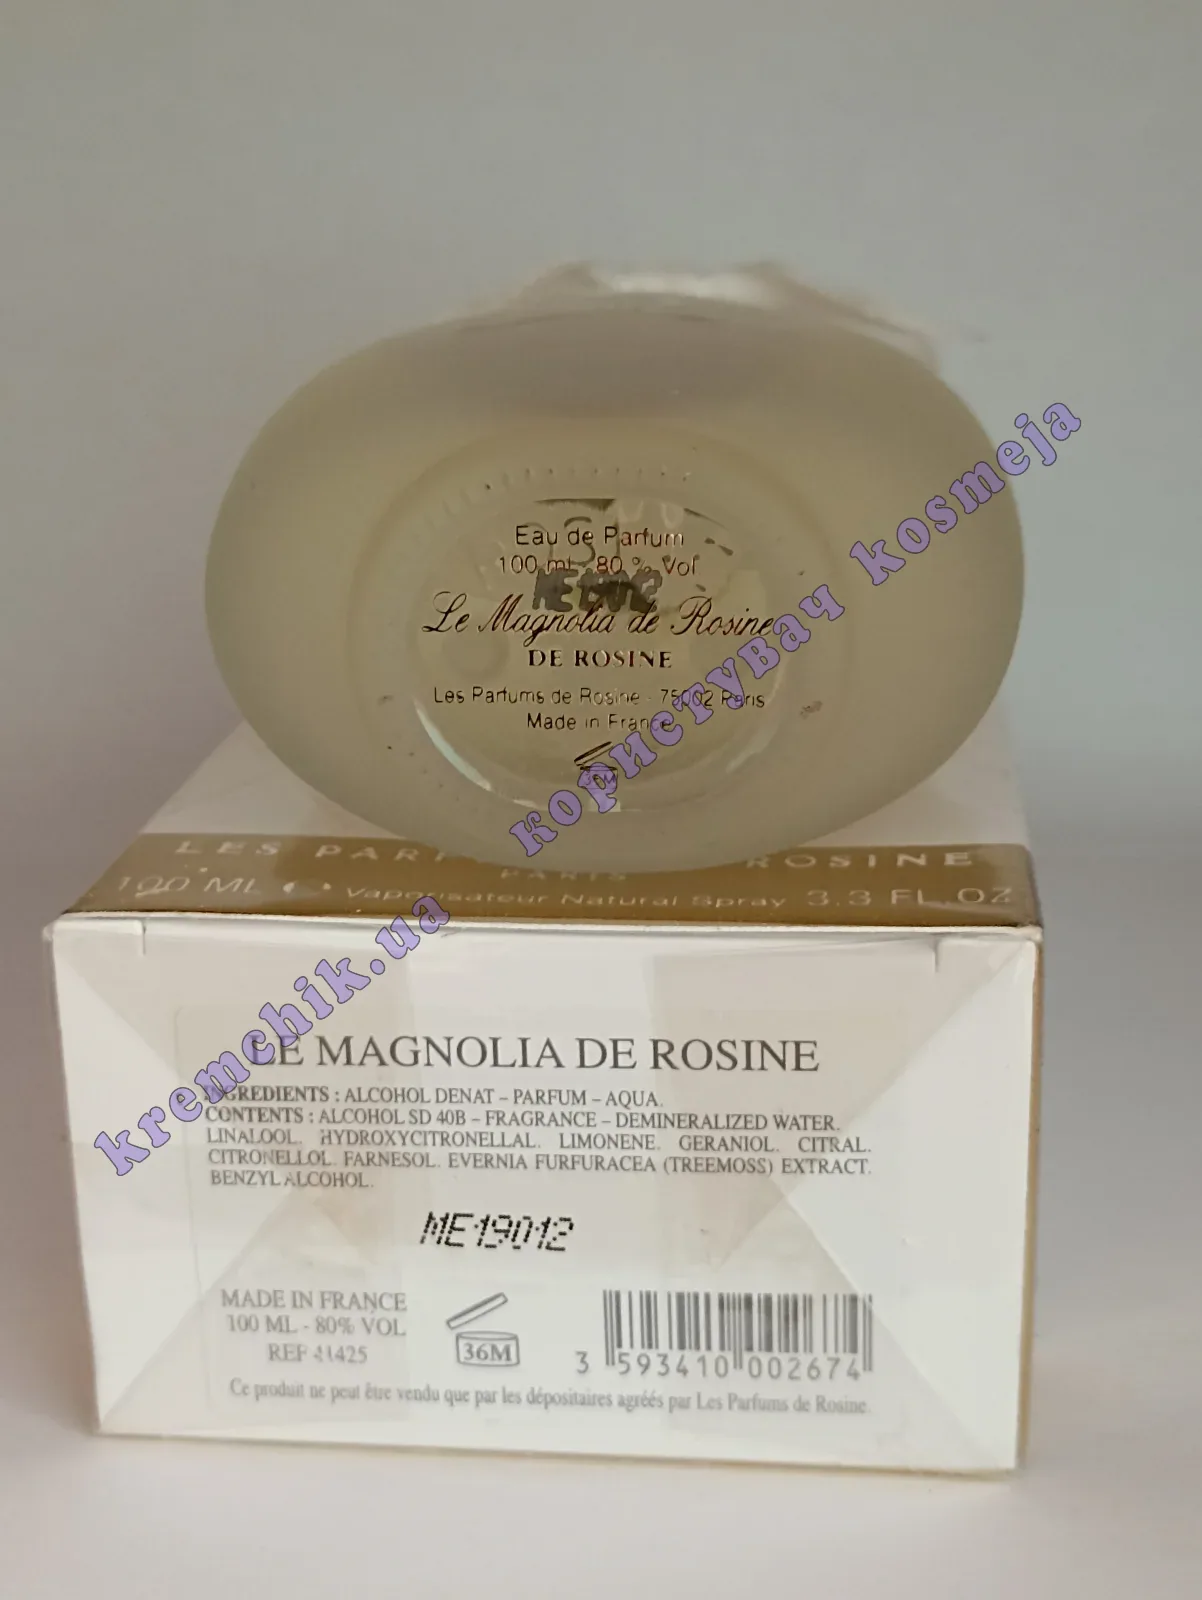 Eau de Parfum
100 ml - 80 % Vol
ME19012
Le Magnolia de Rosine
DE ROSINE
Les Parfums de Rosine - 75002 Paris
Made in France
36M
LES PAR ROSINE
PARIS
100 ML Vaporisateur Natural Spray 3.3 FL. OZ
LE MAGNOLIA DE ROSINE
INGREDIENTS : ALCOHOL DENAT – PARFUM – AQUA.
CONTENTS : ALCOHOL SD 40B – FRAGRANCE – DEMINERALIZED WATER.
LINALOOL. HYDROXYCITRONELLAL. LIMONENE. GERANIOL. CITRAL.
CITRONELLOL. FARNESOL. EVERNIA FURFURACEA (TREEMOSS) EXTRACT.
BENZYL ALCOHOL.
ME19012
MADE IN FRANCE
100 ML - 80% VOL
REF 41425
36M
3 593410 002674
Ce produit ne peut être vendu que par les dépositaires agréés par Les Parfums de Rosine.
kremchik.ua користувач kosmeja